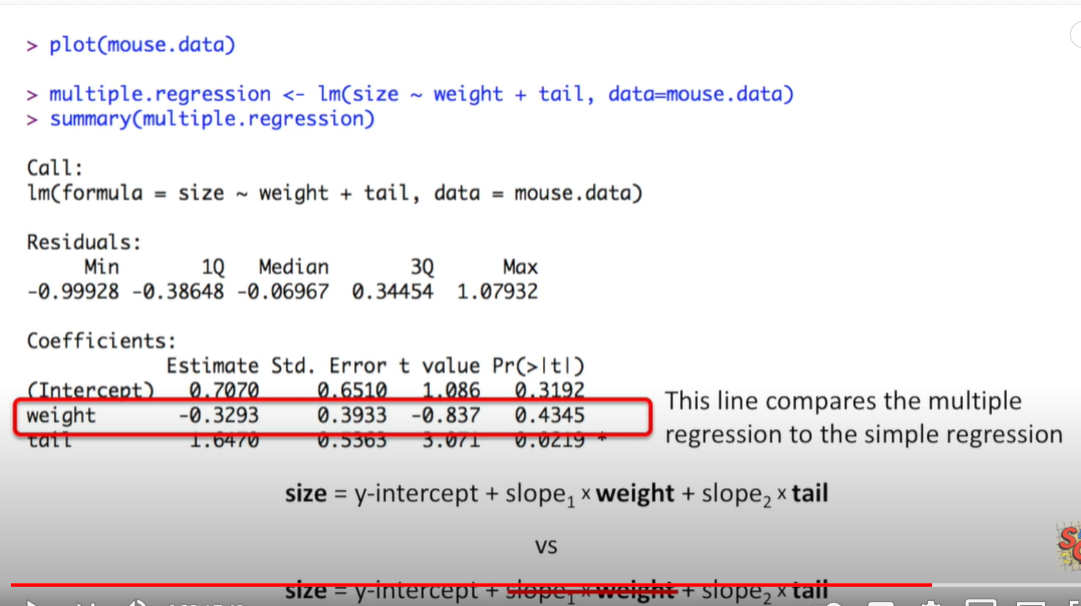 > plot(mouse.data)
> multiple.regression <- lm(size ~ weight + tail, data=mouse.data)
> summary(multiple.regression)
Call:
lm(formula = size ~ weight + tail, data = mouse.data)
Residuals:
Min 1Q Median 3Q Max
-0.99928 -0.38648 -0.06967 0.34454 1.07932
Coefficients:
Estimate Std. Error t value Pr(>|t|)
(Intercept) 0.7070 0.6510 1.086 0.3192
weight -0.3293 0.3933 -0.837 0.4345
tail 1.6470 0.5363 3.071 0.0219 *
This line compares the multiple
regression to the simple regression
size = y-intercept + slope₁ x weight + slope₂ x tail
vs
size = y-intercept + slope₁ x weight + slope₂ x tail